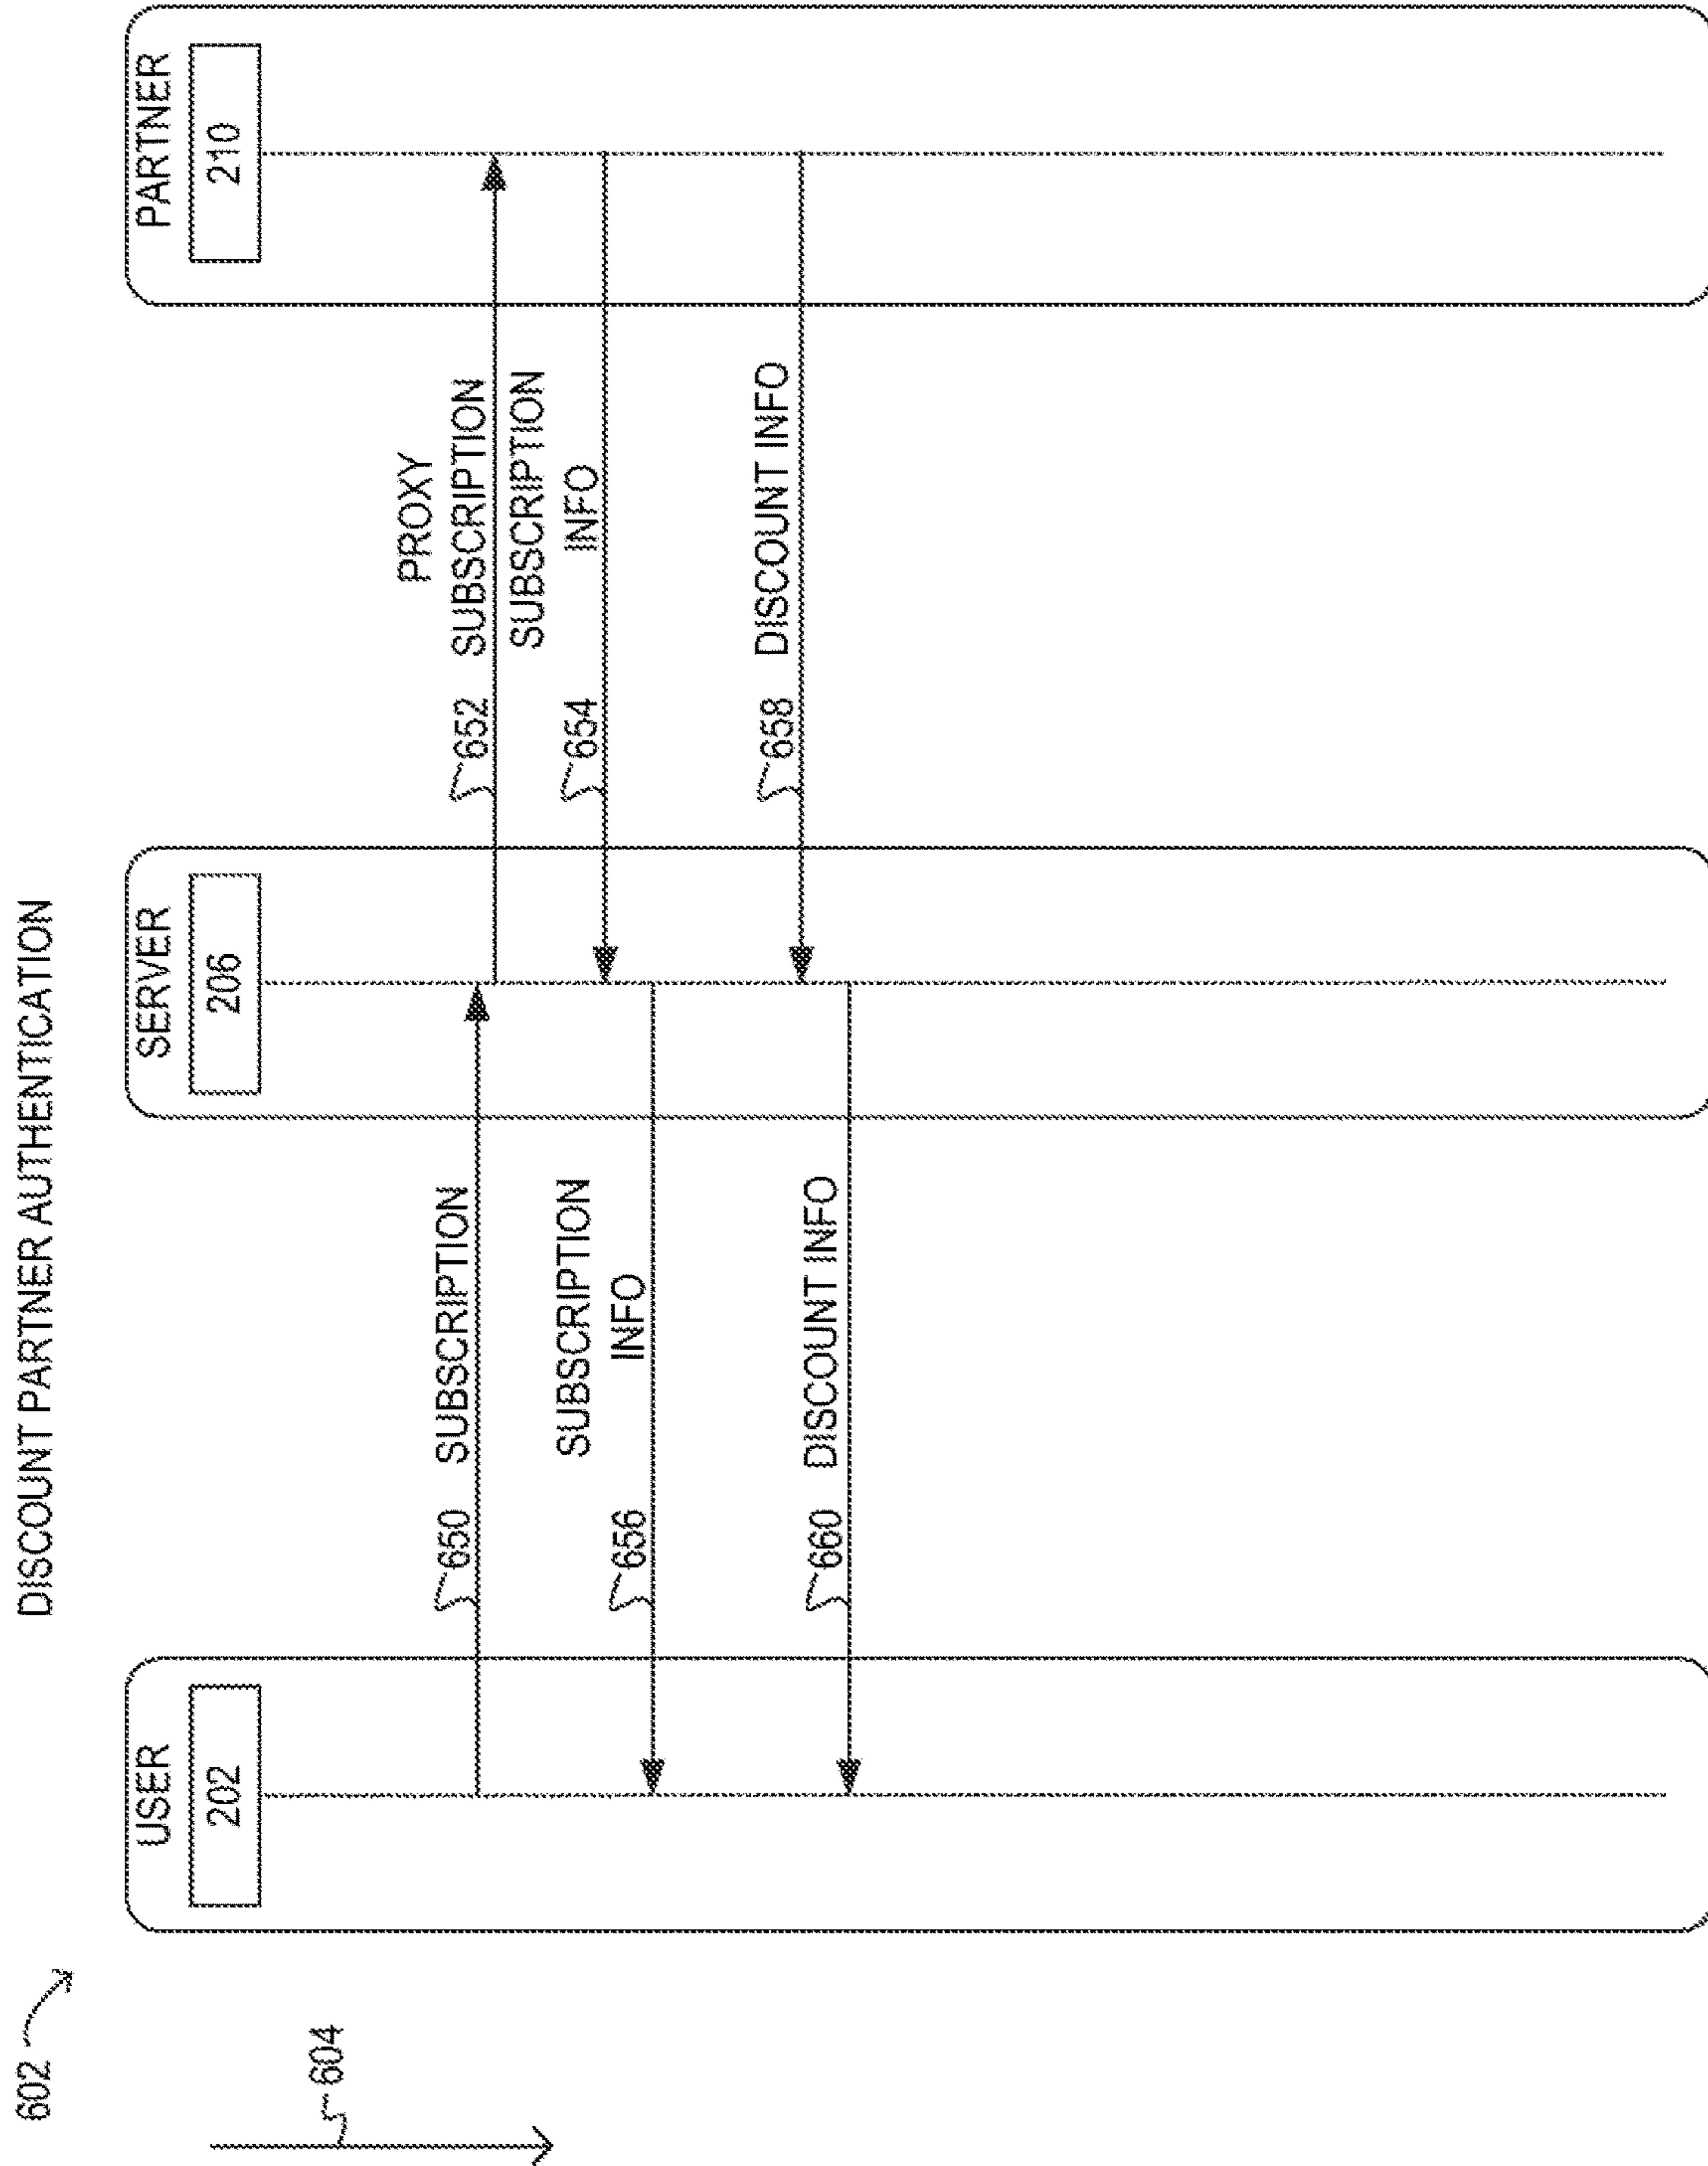 602
DISCOUNT PARTNER AUTHENTICATION
604
USER
202
SERVER
206
PARTNER
210
650 SUBSCRIPTION
652
PROXY
SUBSCRIPTION
654
SUBSCRIPTION
INFO
656
SUBSCRIPTION
INFO
658 DISCOUNT INFO
660 DISCOUNT INFO